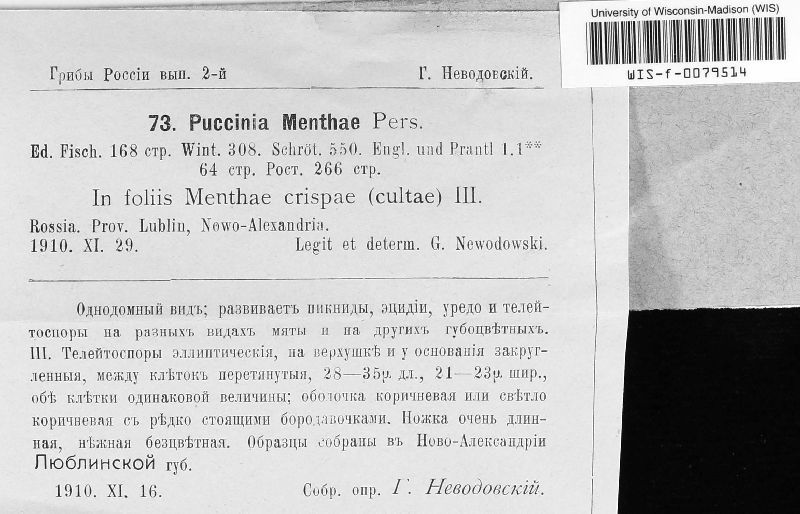 University of Wisconsin-Madison (WIS)
WIS-f-0079514
Грибы Россіи вып. 2-й Г. Неводовскій.
73. Puccinia Menthae Pers.
Ed. Fisch. 168 стр. Wint. 308. Schröt. 550. Engl. und Prantl 1.1**
64 стр. Рост. 266 стр.
In foliis Menthae crispae (cultae) III.
Rossia. Prov. Lublin, Nowo-Alexandria.
1910. XI. 29. Legit et determ. G. Newodowski.
Однодомный видъ; развиваетъ пикниды, эцидіи, уредо и телей-
тоспоры на разныхъ видахъ мяты и на другихъ губоцвѣтныхъ.
III. Телейтоспоры эллиптическія, на верхушкѣ и у основанія закруг-
ленныя, между клѣтокъ перетянутыя, 28—35µ. дл., 21—23µ. шир.,
обѣ клѣтки одинаковой величины; оболочка коричневая или свѣтло
коричневая съ рѣдко стоящими бородавочками. Ножка очень длин-
ная, нѣжная безцвѣтная. Образцы собраны въ Ново-Александріи
Люблинской губ.
1910. XI. 16. Собр. опр. Г. Неводовскій.